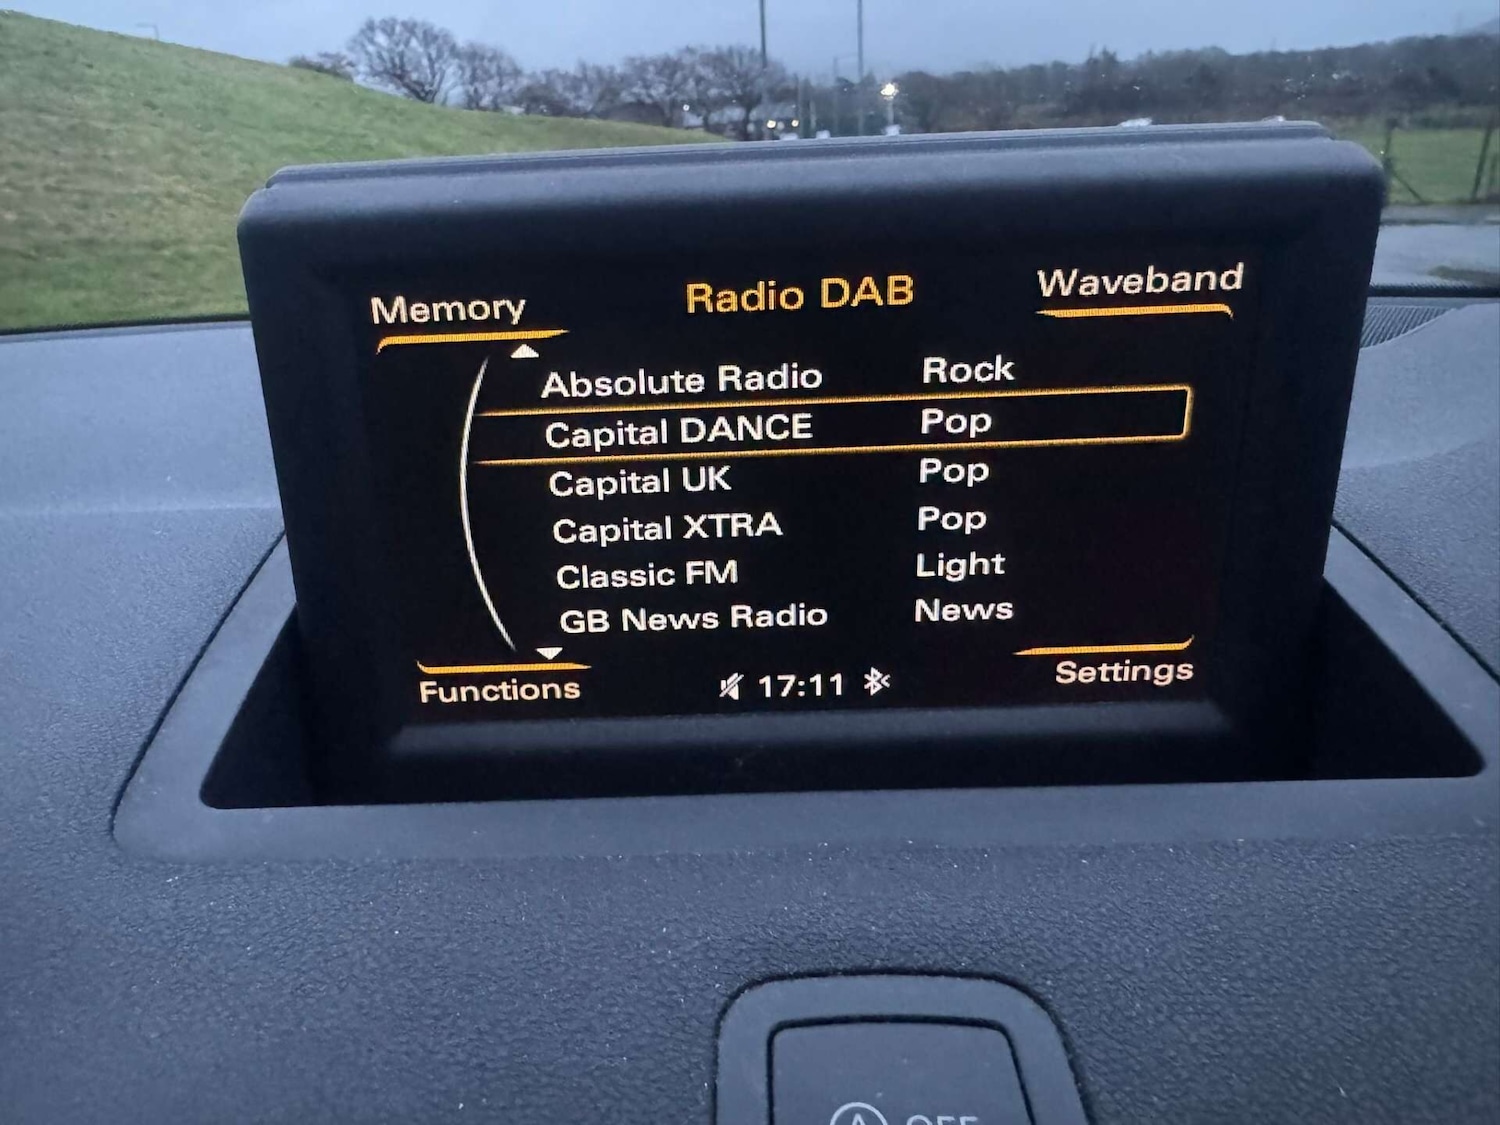 Memory Radio DAB Waveband
Absolute Radio Rock
Capital DANCE Pop
Capital UK Pop
Capital XTRA Pop
Classic FM Light
GB News Radio News
Functions 17:11 Settings
A OFF